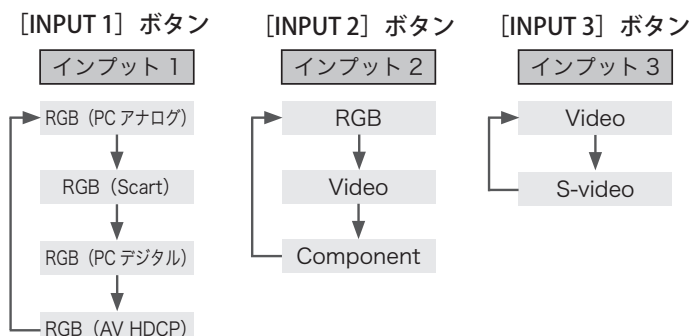 ［INPUT 1］ボタン
インプット 1
RGB（PC アナログ）
RGB（Scart）
RGB（PC デジタル）
RGB（AV HDCP）
［INPUT 2］ボタン
インプット 2
RGB
Video
Component
［INPUT 3］ボタン
インプット 3
Video
S-video